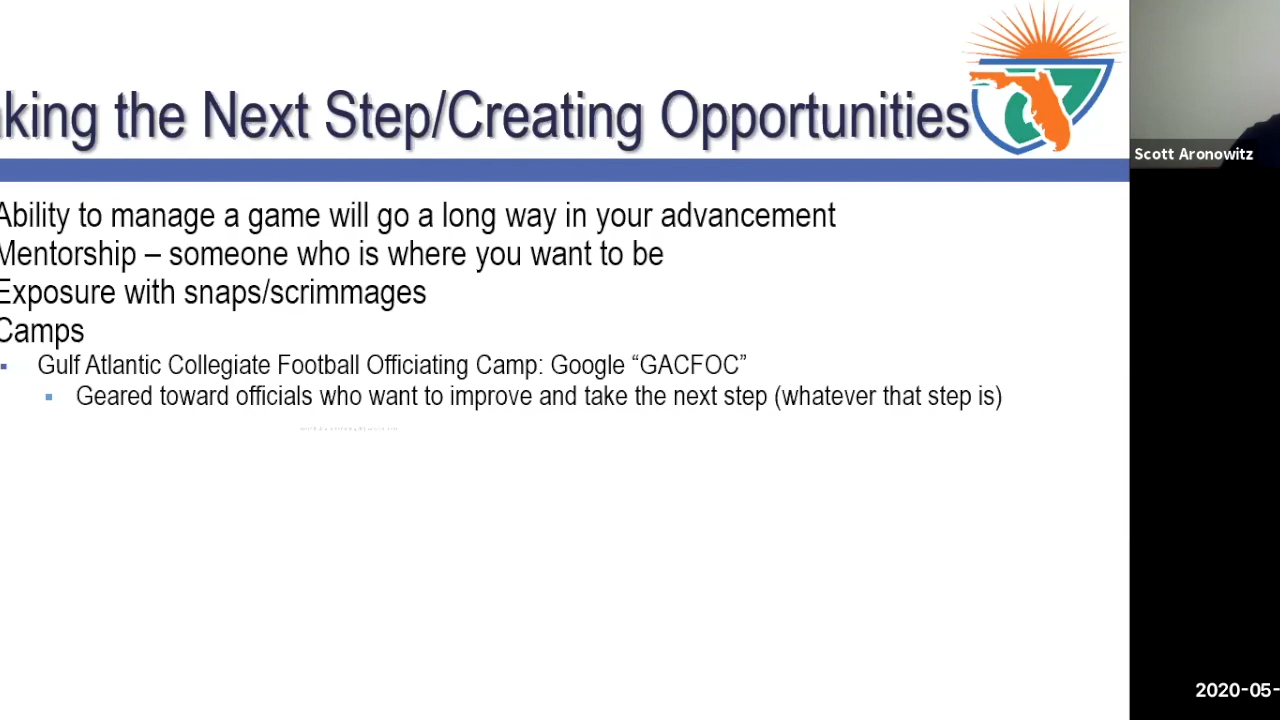 king the Next Step/Creating Opportunities
Ability to manage a game will go a long way in your advancement
Mentorship – someone who is where you want to be
Exposure with snaps/scrimmages
Camps
Gulf Atlantic Collegiate Football Officiating Camp: Google “GACFOC”
Geared toward officials who want to improve and take the next step (whatever that step is)
Scott Aronowitz
2020-05-